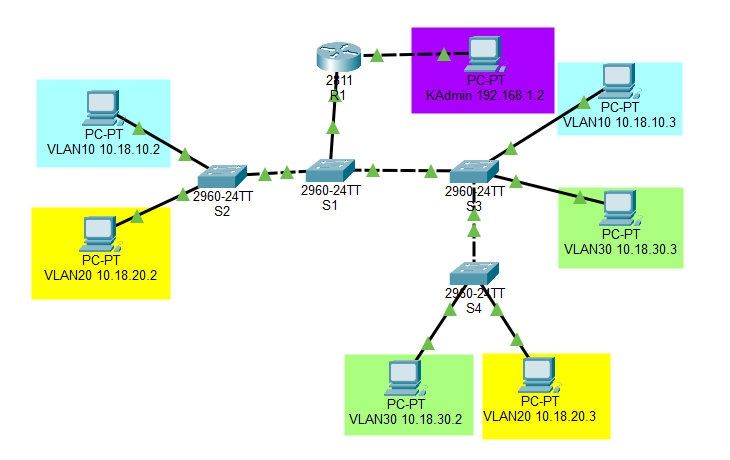 2811
R1
PC-PT
KAdmin 192.168.1.2
PC-PT
VLAN10 10.18.10.3
PC-PT
VLAN10 10.18.10.2
2960-24TT
S2
2960-24TT
S1
2960-24TT
S3
PC-PT
VLAN20 10.18.20.2
PC-PT
VLAN30 10.18.30.3
2960-24TT
S4
PC-PT
VLAN30 10.18.30.2
PC-PT
VLAN20 10.18.20.3